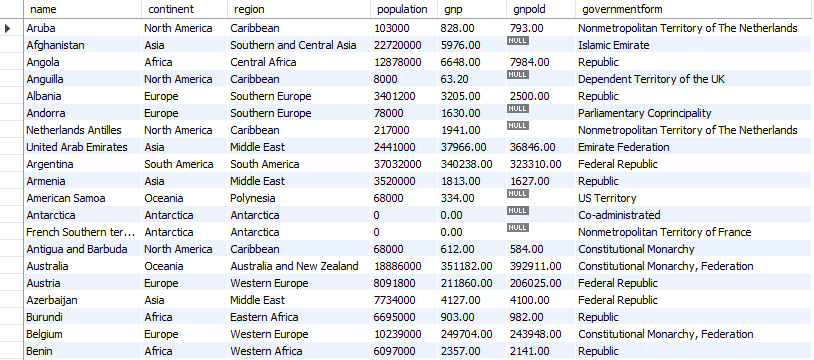 name continent region population gnp gnpold governmentform
Aruba North America Caribbean 103000 828.00 793.00 Nonmetropolitan Territory of The Netherlands
Afghanistan Asia Southern and Central Asia 22720000 5976.00 NULL Islamic Emirate
Angola Africa Central Africa 12878000 6648.00 7984.00 Republic
Anguilla North America Caribbean 8000 63.20 NULL Dependent Territory of the UK
Albania Europe Southern Europe 3401200 3205.00 2500.00 Republic
Andorra Europe Southern Europe 78000 1630.00 NULL Parliamentary Coprincipality
Netherlands Antilles North America Caribbean 217000 1941.00 NULL Nonmetropolitan Territory of The Netherlands
United Arab Emirates Asia Middle East 2441000 37966.00 36846.00 Emirate Federation
Argentina South America South America 37032000 340238.00 323310.00 Federal Republic
Armenia Asia Middle East 3520000 1813.00 1627.00 Republic
American Samoa Oceania Polynesia 68000 334.00 NULL US Territory
Antarctica Antarctica Antarctica 0 0.00 NULL Co-administrated
French Southern ter... Antarctica Antarctica 0 0.00 NULL Nonmetropolitan Territory of France
Antigua and Barbuda North America Caribbean 68000 612.00 584.00 Constitutional Monarchy
Australia Oceania Australia and New Zealand 18886000 351182.00 392911.00 Constitutional Monarchy, Federation
Austria Europe Western Europe 8091800 211860.00 206025.00 Federal Republic
Azerbaijan Asia Middle East 7734000 4127.00 4100.00 Federal Republic
Burundi Africa Eastern Africa 6695000 903.00 982.00 Republic
Belgium Europe Western Europe 10239000 249704.00 243948.00 Constitutional Monarchy, Federation
Benin Africa Western Africa 6097000 2357.00 2141.00 Republic